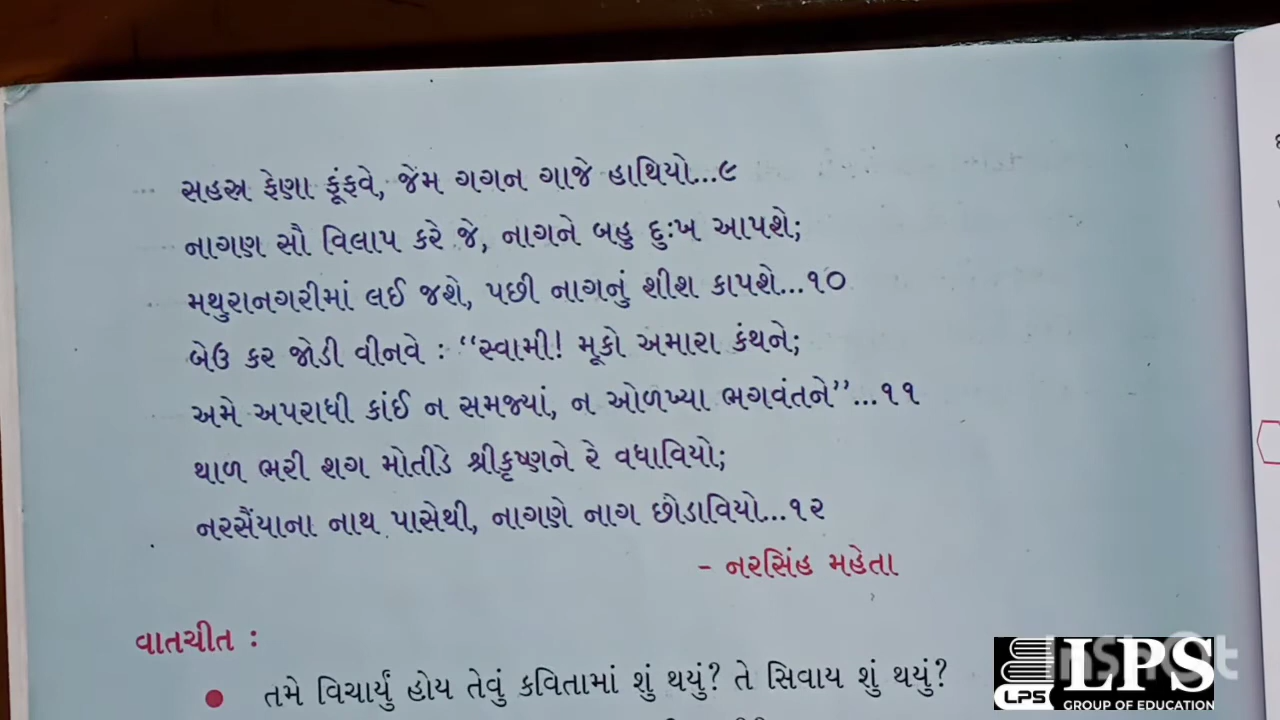 સહસ્ર ફેણા ફૂંફવે, જેમ ગગન ગાજે હાથિયો...૯
નાગણ સૌ વિલાપ કરે જે, નાગને બહુ દુઃખ આપશે;
મથુરાનગરીમાં લઈ જશે, પછી નાગનું શીશ કાપશે...૧૦
બેઉ કર જોડી વીનવે : “સ્વામી! મૂકો અમારા કંથને;
અમે અપરાધી કાંઈ ન સમજ્યાં, ન ઓળખ્યા ભગવંતને”...૧૧
થાળ ભરી શગ મોતીડે શ્રીકૃષ્ણને રે વધાવિયો;
નરસૈંયાના નાથ પાસેથી, નાગણે નાગ છોડાવિયો...૧૨
- નરસિંહ મહેતા
વાતચીત :
● તમે વિચાર્યું હોય તેવું કવિતામાં શું થયું? તે સિવાય શું થયું?
InShot
LPS
LPS
GROUP OF EDUCATION